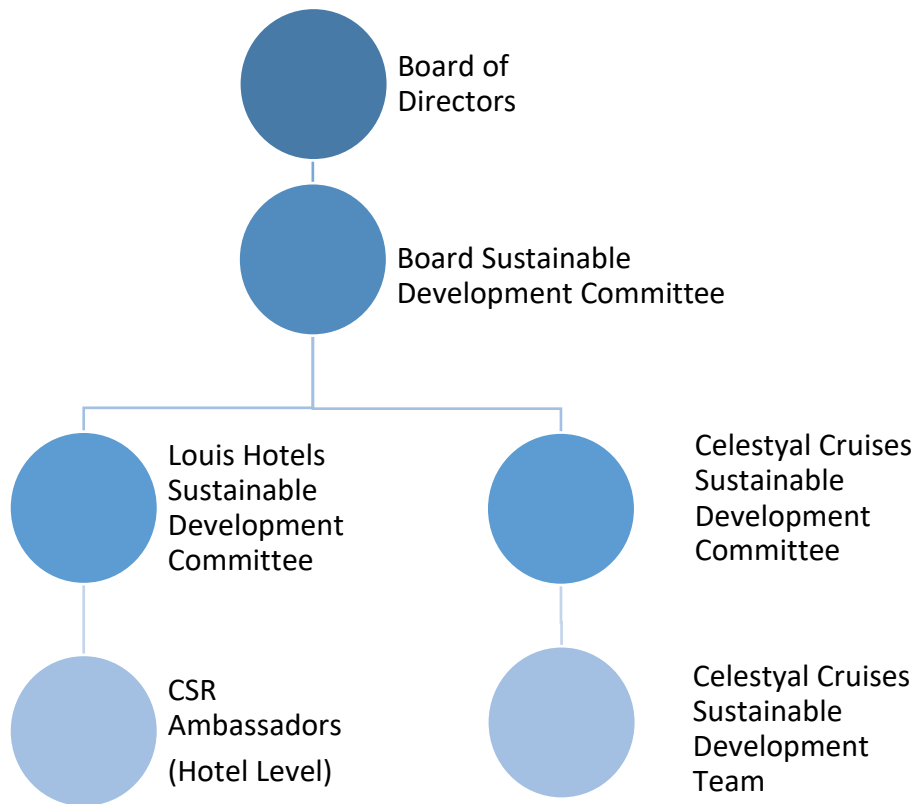 Board of
Directors
Board Sustainable
Development Committee
Louis Hotels
Sustainable
Development
Committee
Celestyal Cruises
Sustainable
Development
Committee
CSR
Ambassadors
(Hotel Level)
Celestyal Cruises
Sustainable
Development
Team